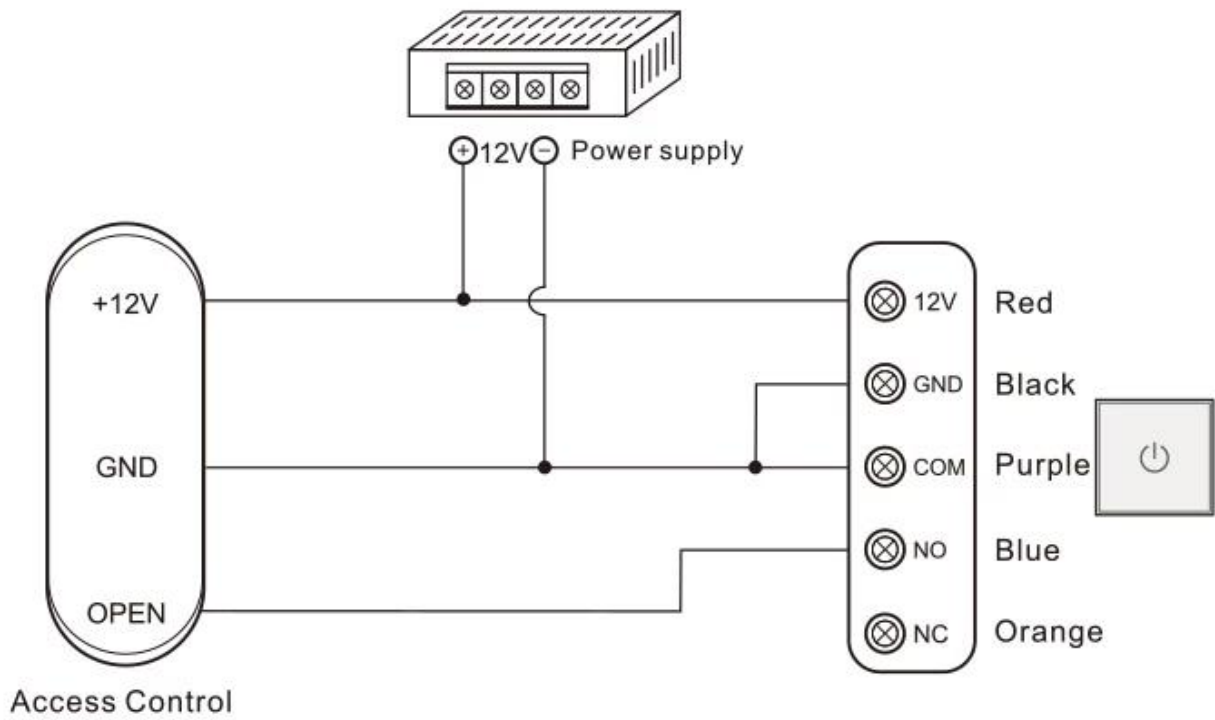 ⊕12V⊖ Power supply
+12V
GND
OPEN
Access Control
12V Red
GND Black
COM Purple
NO Blue
NC Orange